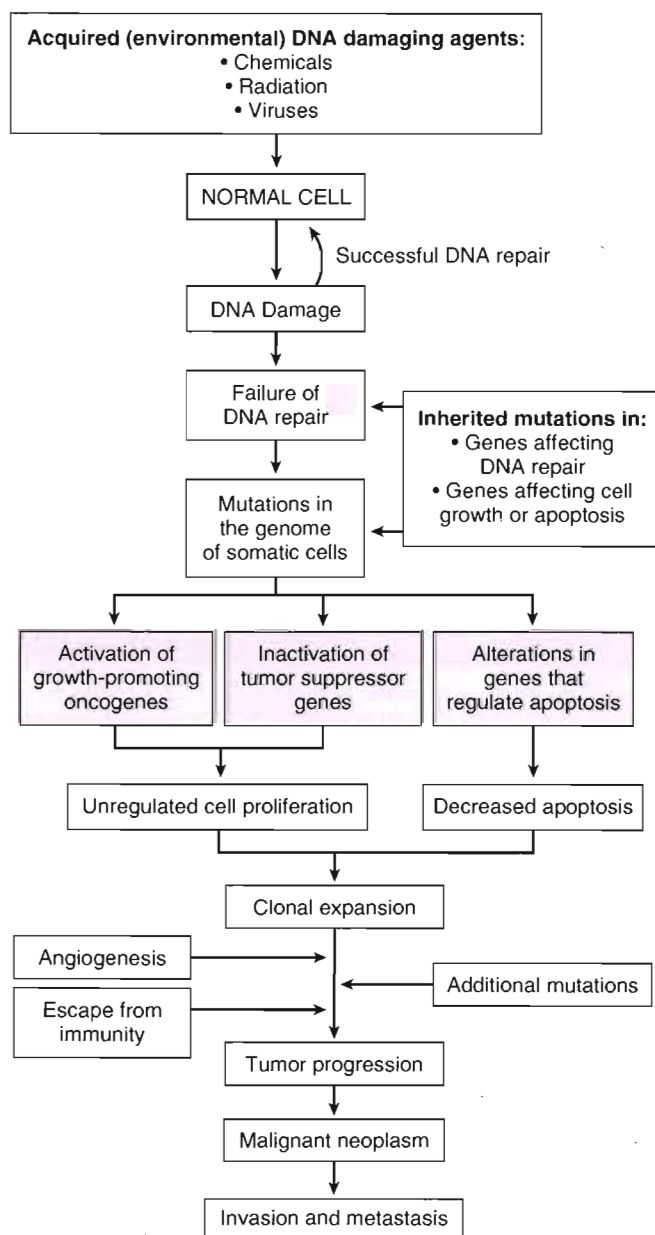 Acquired (environmental) DNA damaging agents:
• Chemicals
• Radiation
• Viruses
NORMAL CELL
Successful DNA repair
DNA Damage
Failure of
DNA repair
Inherited mutations in:
• Genes affecting
DNA repair
• Genes affecting cell
growth or apoptosis
Mutations in
the genome
of somatic cells
Activation of
growth-promoting
oncogenes
Inactivation of
tumor suppressor
genes
Alterations in
genes that
regulate apoptosis
Unregulated cell proliferation
Decreased apoptosis
Clonal expansion
Angiogenesis
Additional mutations
Escape from
immunity
Tumor progression
Malignant neoplasm
Invasion and metastasis